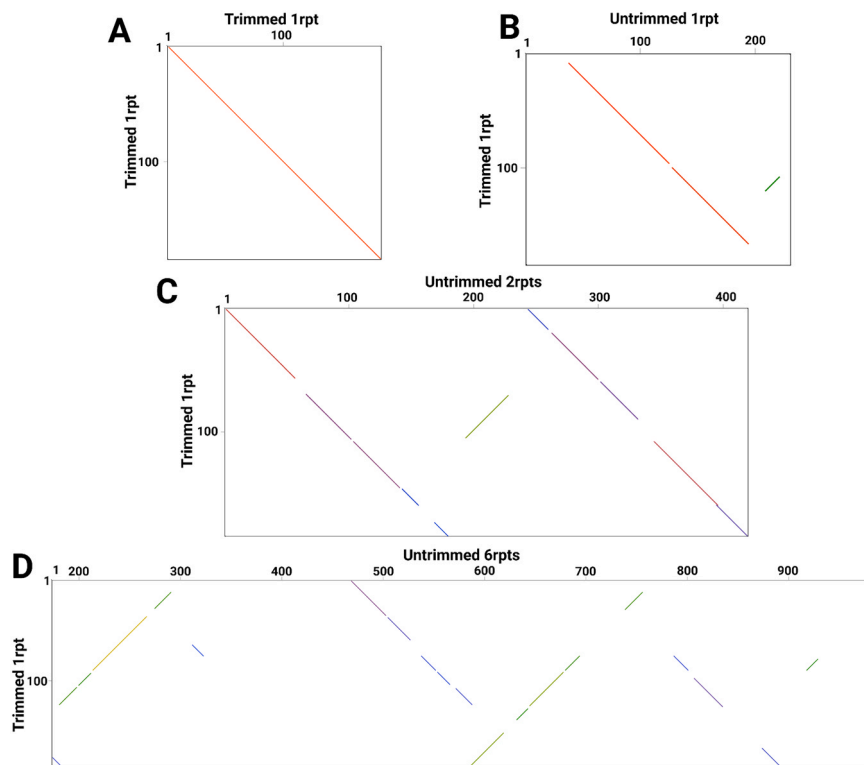 A
Trimmed 1rpt
1 100
1
100
Trimmed 1rpt
B
Untrimmed 1rpt
1 100 200
1
100
Trimmed 1rpt
C
Untrimmed 2rpts
1 100 200 300 400
1
100
Trimmed 1rpt
D
Untrimmed 6rpts
1 200 300 400 500 600 700 800 900
1
100
Trimmed 1rpt